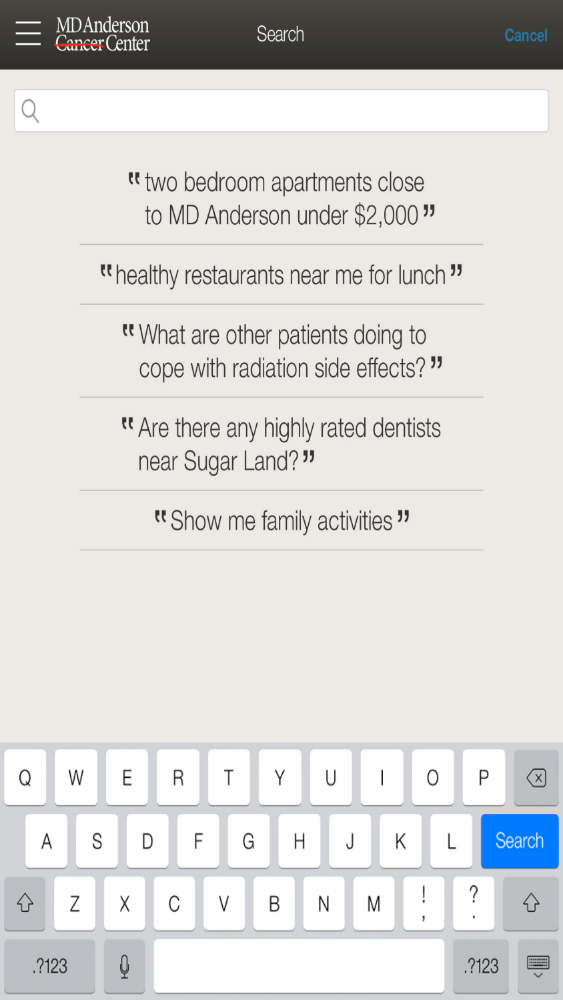 MD Anderson
Cancer Center
Search
Cancel
"two bedroom apartments close
to MD Anderson under $2,000"
"healthy restaurants near me for lunch"
"What are other patients doing to
cope with radiation side effects?"
"Are there any highly rated dentists
near Sugar Land?"
"Show me family activities"
Q W E R T Y U I O P
A S D F G H J K L Search
Z X C V B N M ! , ? .
.?123 .?123